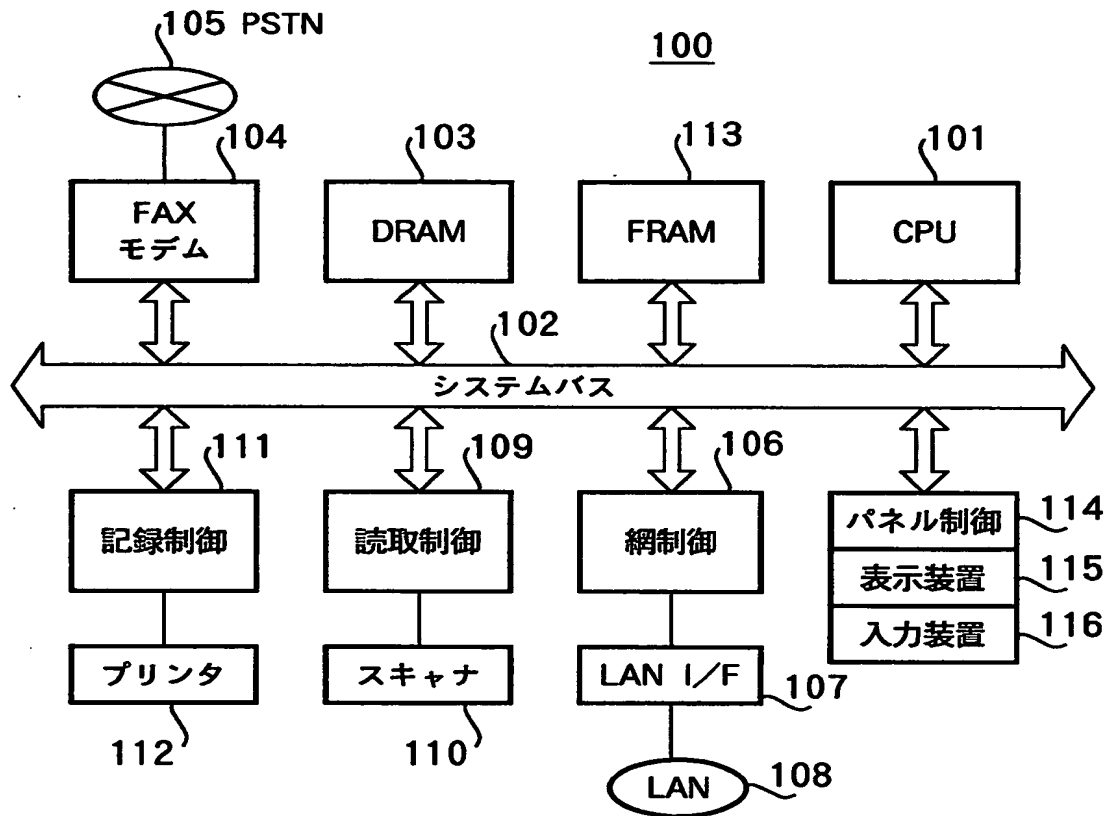 105 PSTN
100
104
103
113
101
FAX
モデム
DRAM
FRAM
CPU
102
システムバス
111
109
106
記録制御
読取制御
網制御
パネル制御
114
表示装置
115
入力装置
116
プリンタ
スキャナ
LAN I/F
107
112
110
LAN
108